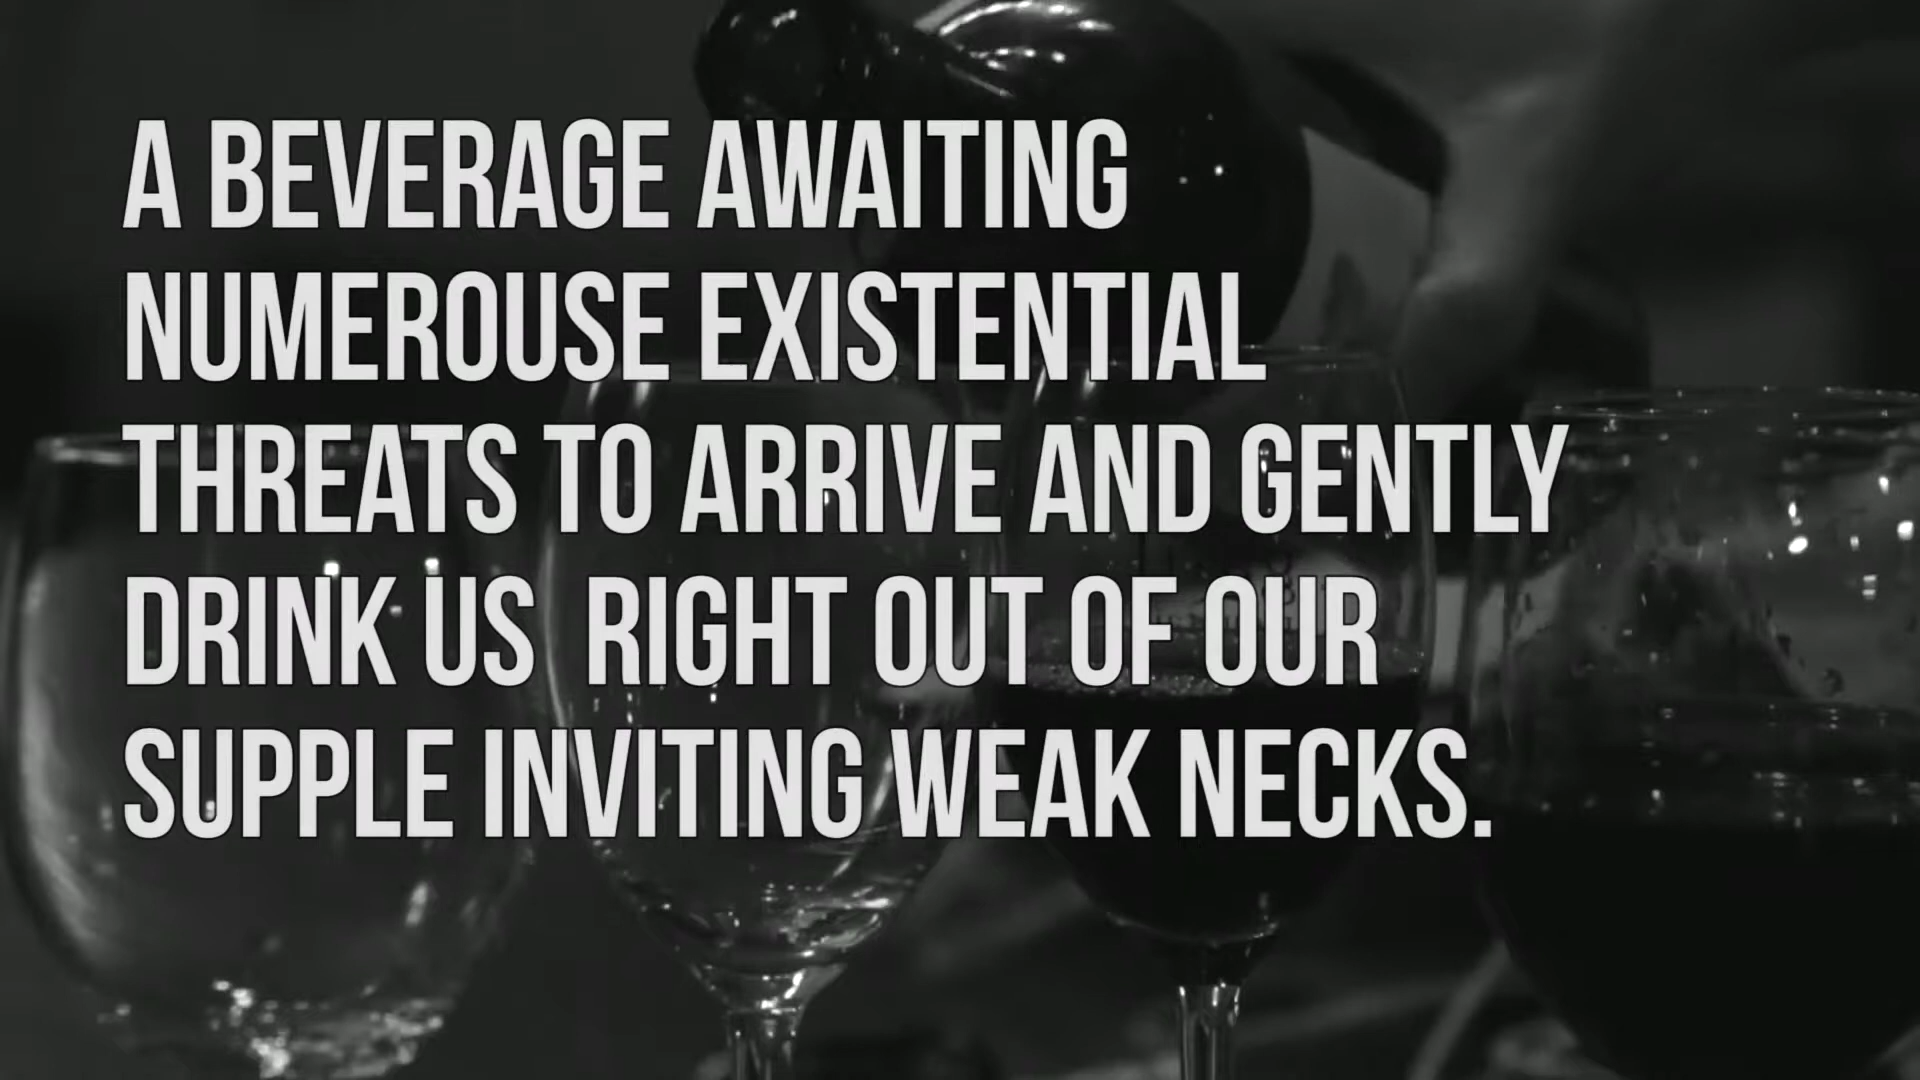 A BEVERAGE AWAITING
NUMEROUSE EXISTENTIAL
THREATS TO ARRIVE AND GENTLY
DRINK US  RIGHT OUT OF OUR
SUPPLE INVITING WEAK NECKS.